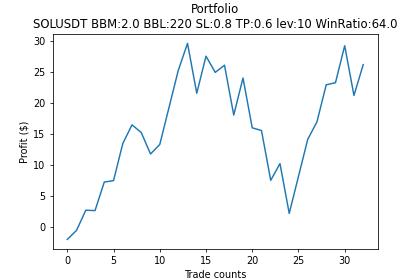 Portfolio
SOLUSDT BBM:2.0 BBL:220 SL:0.8 TP:0.6 lev:10 WinRatio:64.0
30
25
20
15
10
5
0
Profit ($)
0 5 10 15 20 25 30
Trade counts